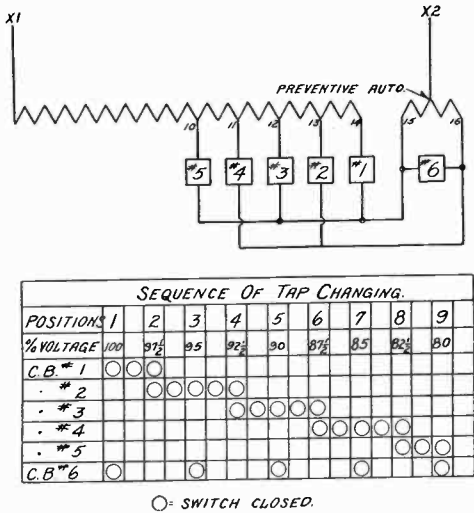 X1 X2
PREVENTIVE AUTO.
10 11 12 13 14 15 16
#5 #4 #3 #2 #1 #6
SEQUENCE OF TAP CHANGING.
POSITIONS 1 2 3 4 5 6 7 8 9
% VOLTAGE 100 97½ 95 92½ 90 87½ 85 82½ 80
C.B. #1
" #2
" #3
" #4
" #5
C.B #6
○= SWITCH CLOSED.